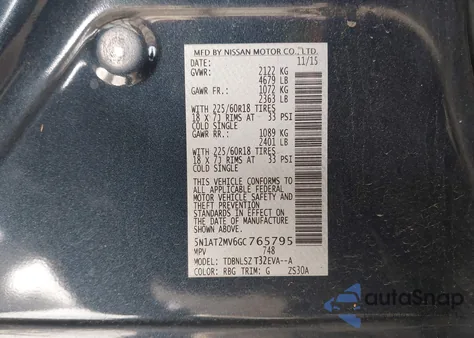 MFD BY NISSAN MOTOR CO., LTD.
DATE: 11/15
GVWR: 2122 KG
4679 LB
GAWR FR.: 1072 KG
2363 LB
WITH 225/60R18 TIRES
18 X 7J RIMS AT 33 PSI
COLD SINGLE
GAWR RR.: 1089 KG
2401 LB
WITH 225/60R18 TIRES
18 X 7J RIMS AT 33 PSI
COLD SINGLE
THIS VEHICLE CONFORMS TO
ALL APPLICABLE FEDERAL
MOTOR VEHICLE SAFETY
STANDARDS IN EFFECT ON
THE DATE OF MANUFACTURE
SHOWN ABOVE.
5N1AT2MV6GC765795
MPV 748
MODEL: TDBNLSZ T32EVA--A
COLOR: RBG TRIM: G ZS30A
autoSnap